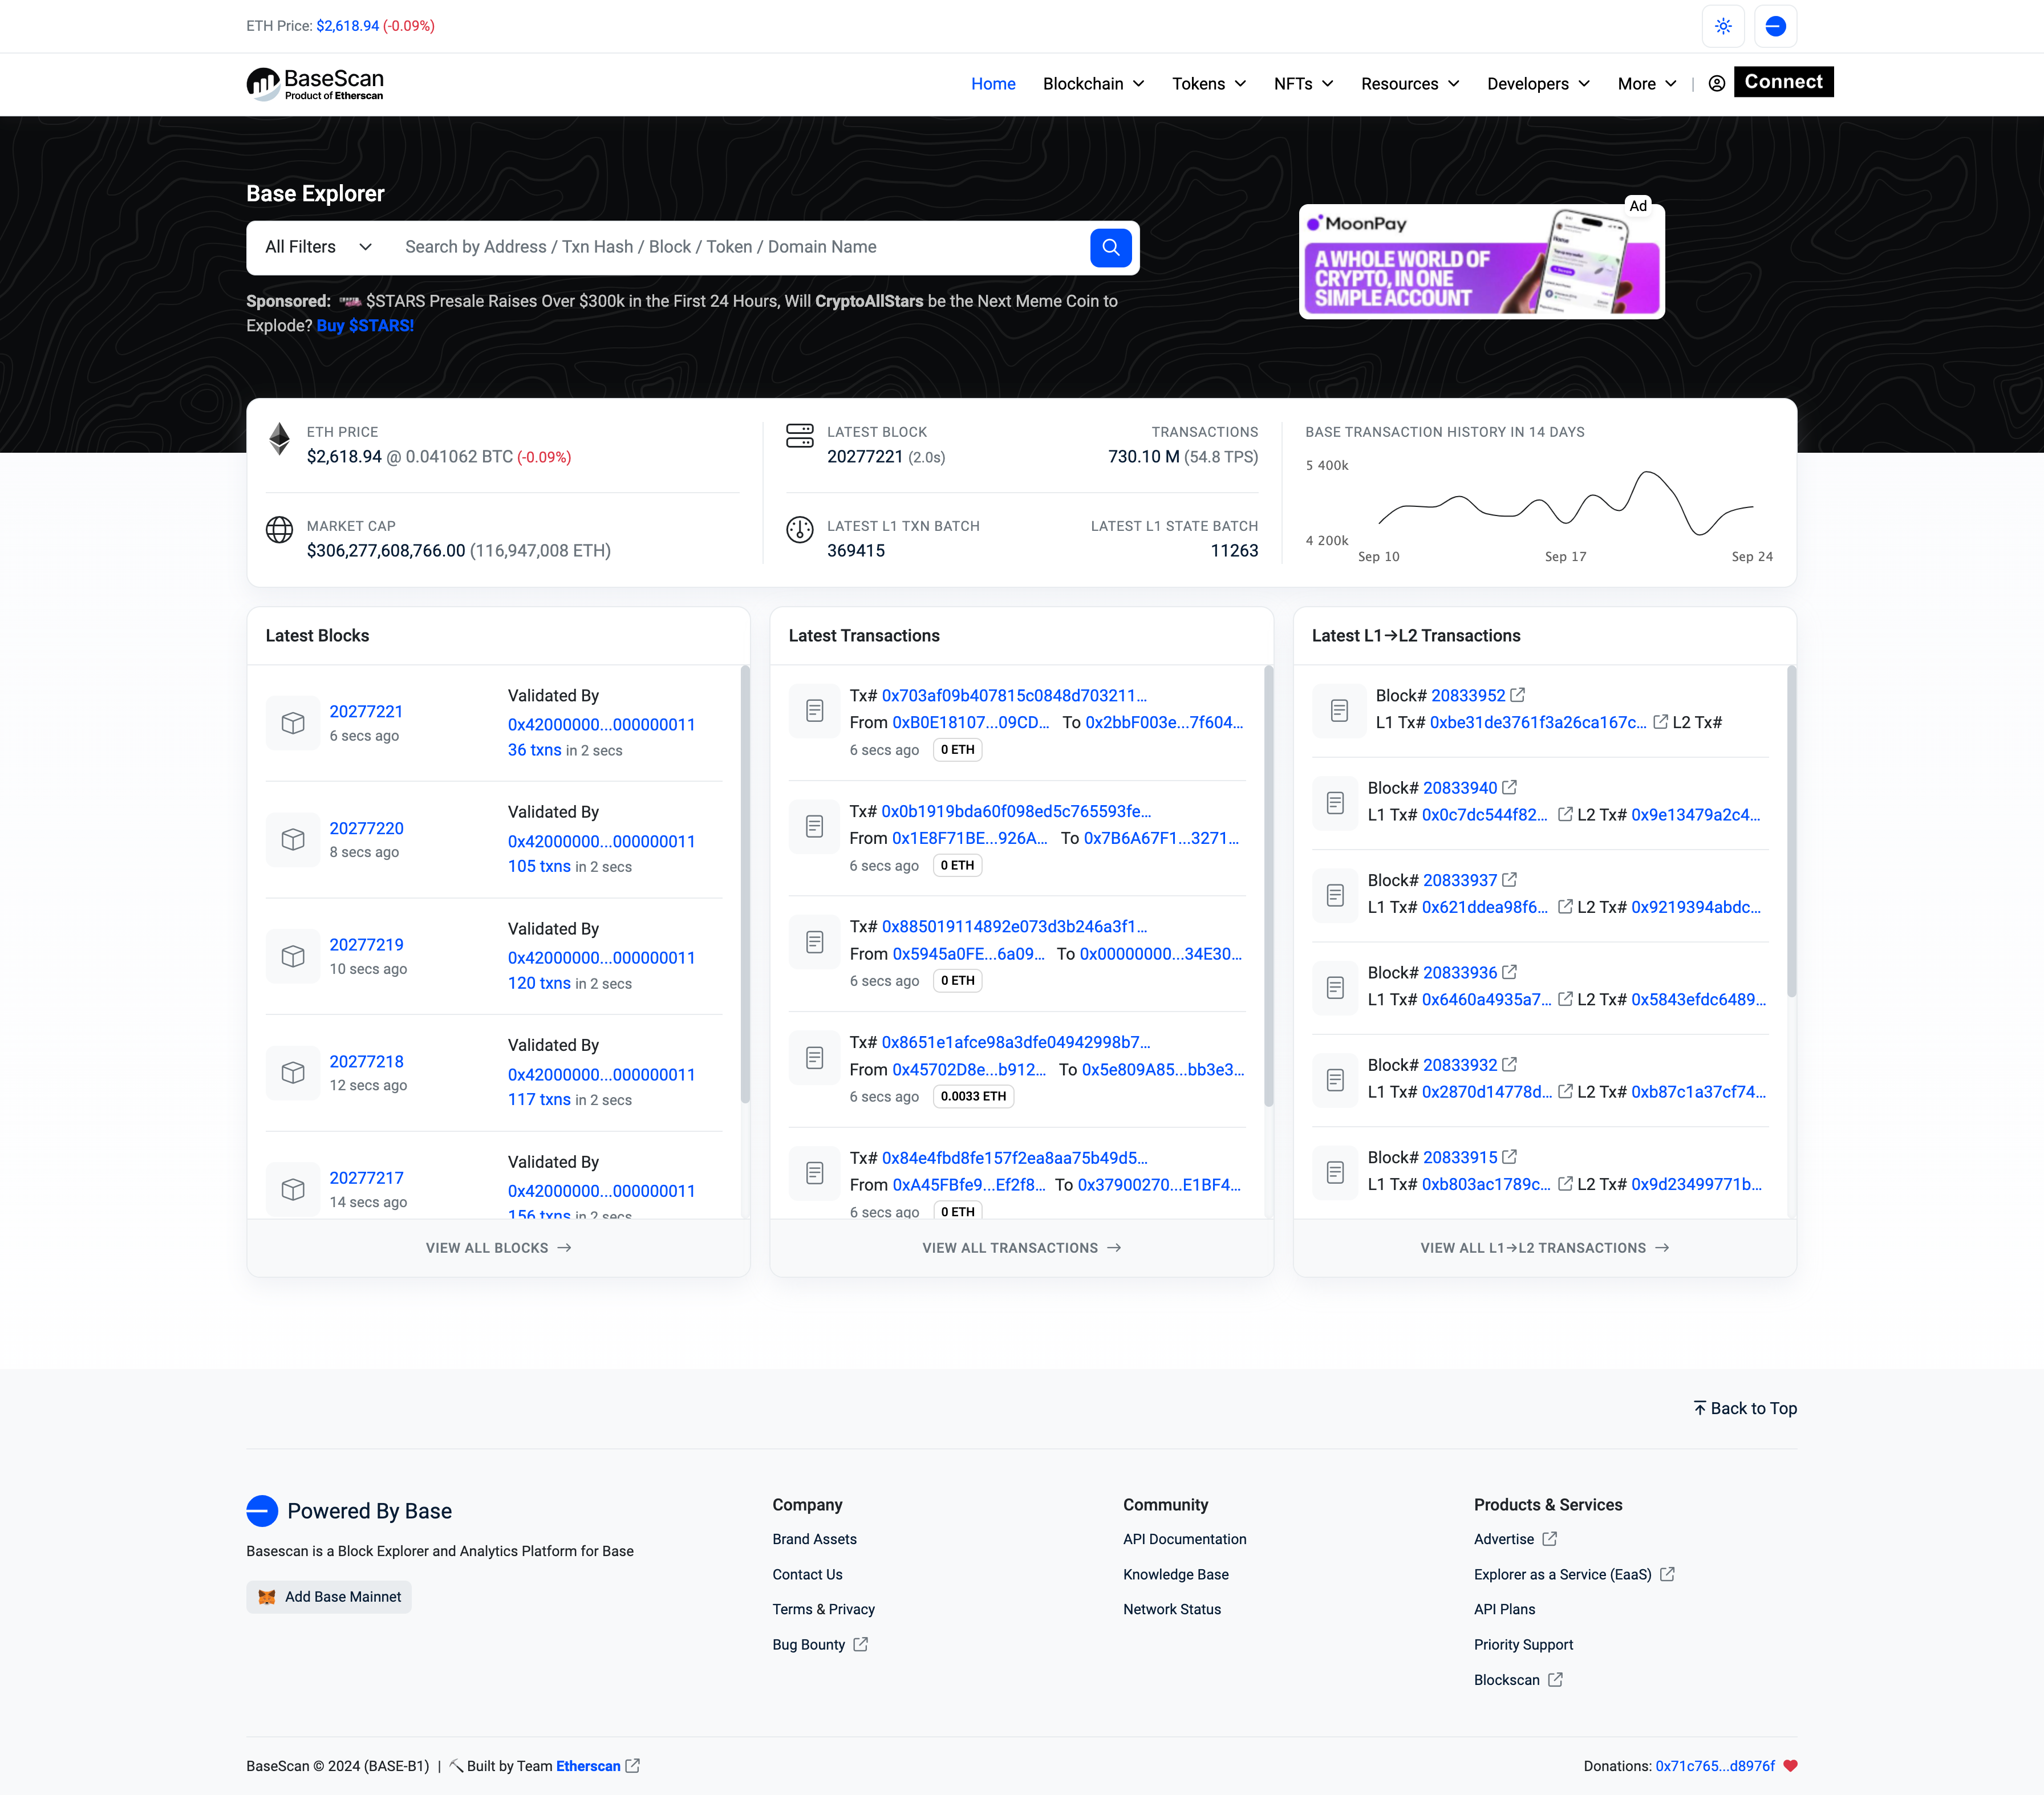 ETH Price: $2,618.94 (-0.09%)
BaseScan
Product of Etherscan
Home Blockchain Tokens NFTs Resources Developers More | Connect
Base Explorer
All Filters Search by Address / Txn Hash / Block / Token / Domain Name
Sponsored: $STARS Presale Raises Over $300k in the First 24 Hours, Will CryptoAllStars be the Next Meme Coin to
Explode? Buy $STARS!
Ad
MoonPay
A WHOLE WORLD OF
CRYPTO, IN ONE
SIMPLE ACCOUNT
ETH PRICE
$2,618.94 @ 0.041062 BTC (-0.09%)
MARKET CAP
$306,277,608,766.00 (116,947,008 ETH)
LATEST BLOCK
20277221 (2.0s)
TRANSACTIONS
730.10 M (54.8 TPS)
LATEST L1 TXN BATCH
369415
LATEST L1 STATE BATCH
11263
BASE TRANSACTION HISTORY IN 14 DAYS
5 400k
4 200k
Sep 10 Sep 17 Sep 24
Latest Blocks
20277221
6 secs ago
Validated By
0x42000000...000000011
36 txns in 2 secs
20277220
8 secs ago
Validated By
0x42000000...000000011
105 txns in 2 secs
20277219
10 secs ago
Validated By
0x42000000...000000011
120 txns in 2 secs
20277218
12 secs ago
Validated By
0x42000000...000000011
117 txns in 2 secs
20277217
14 secs ago
Validated By
0x42000000...000000011
156 txns in 2 secs
VIEW ALL BLOCKS →
Latest Transactions
Tx# 0x703af09b407815c0848d703211...
From 0xB0E18107...09CD... To 0x2bbF003e...7f604...
6 secs ago 0 ETH
Tx# 0x0b1919bda60f098ed5c765593fe...
From 0x1E8F71BE...926A... To 0x7B6A67F1...3271...
6 secs ago 0 ETH
Tx# 0x885019114892e073d3b246a3f1...
From 0x5945a0FE...6a09... To 0x00000000...34E30...
6 secs ago 0 ETH
Tx# 0x8651e1afce98a3dfe04942998b7...
From 0x45702D8e...b912... To 0x5e809A85...bb3e3...
6 secs ago 0.0033 ETH
Tx# 0x84e4fbd8fe157f2ea8aa75b49d5...
From 0xA45FBfe9...Ef2f8... To 0x37900270...E1BF4...
6 secs ago 0 ETH
VIEW ALL TRANSACTIONS →
Latest L1→L2 Transactions
Block# 20833952
L1 Tx# 0xbe31de3761f3a26ca167c... L2 Tx#
Block# 20833940
L1 Tx# 0x0c7dc544f82... L2 Tx# 0x9e13479a2c4...
Block# 20833937
L1 Tx# 0x621ddea98f6... L2 Tx# 0x9219394abdc...
Block# 20833936
L1 Tx# 0x6460a4935a7... L2 Tx# 0x5843efdc6489...
Block# 20833932
L1 Tx# 0x2870d14778d... L2 Tx# 0xb87c1a37cf74...
Block# 20833915
L1 Tx# 0xb803ac1789c... L2 Tx# 0x9d23499771b...
VIEW ALL L1→L2 TRANSACTIONS →
Back to Top
Powered By Base
Basescan is a Block Explorer and Analytics Platform for Base
Add Base Mainnet
Company
Brand Assets
Contact Us
Terms & Privacy
Bug Bounty
Community
API Documentation
Knowledge Base
Network Status
Products & Services
Advertise
Explorer as a Service (EaaS)
API Plans
Priority Support
Blockscan
BaseScan © 2024 (BASE-B1) | Built by Team Etherscan
Donations: 0x71c765...d8976f